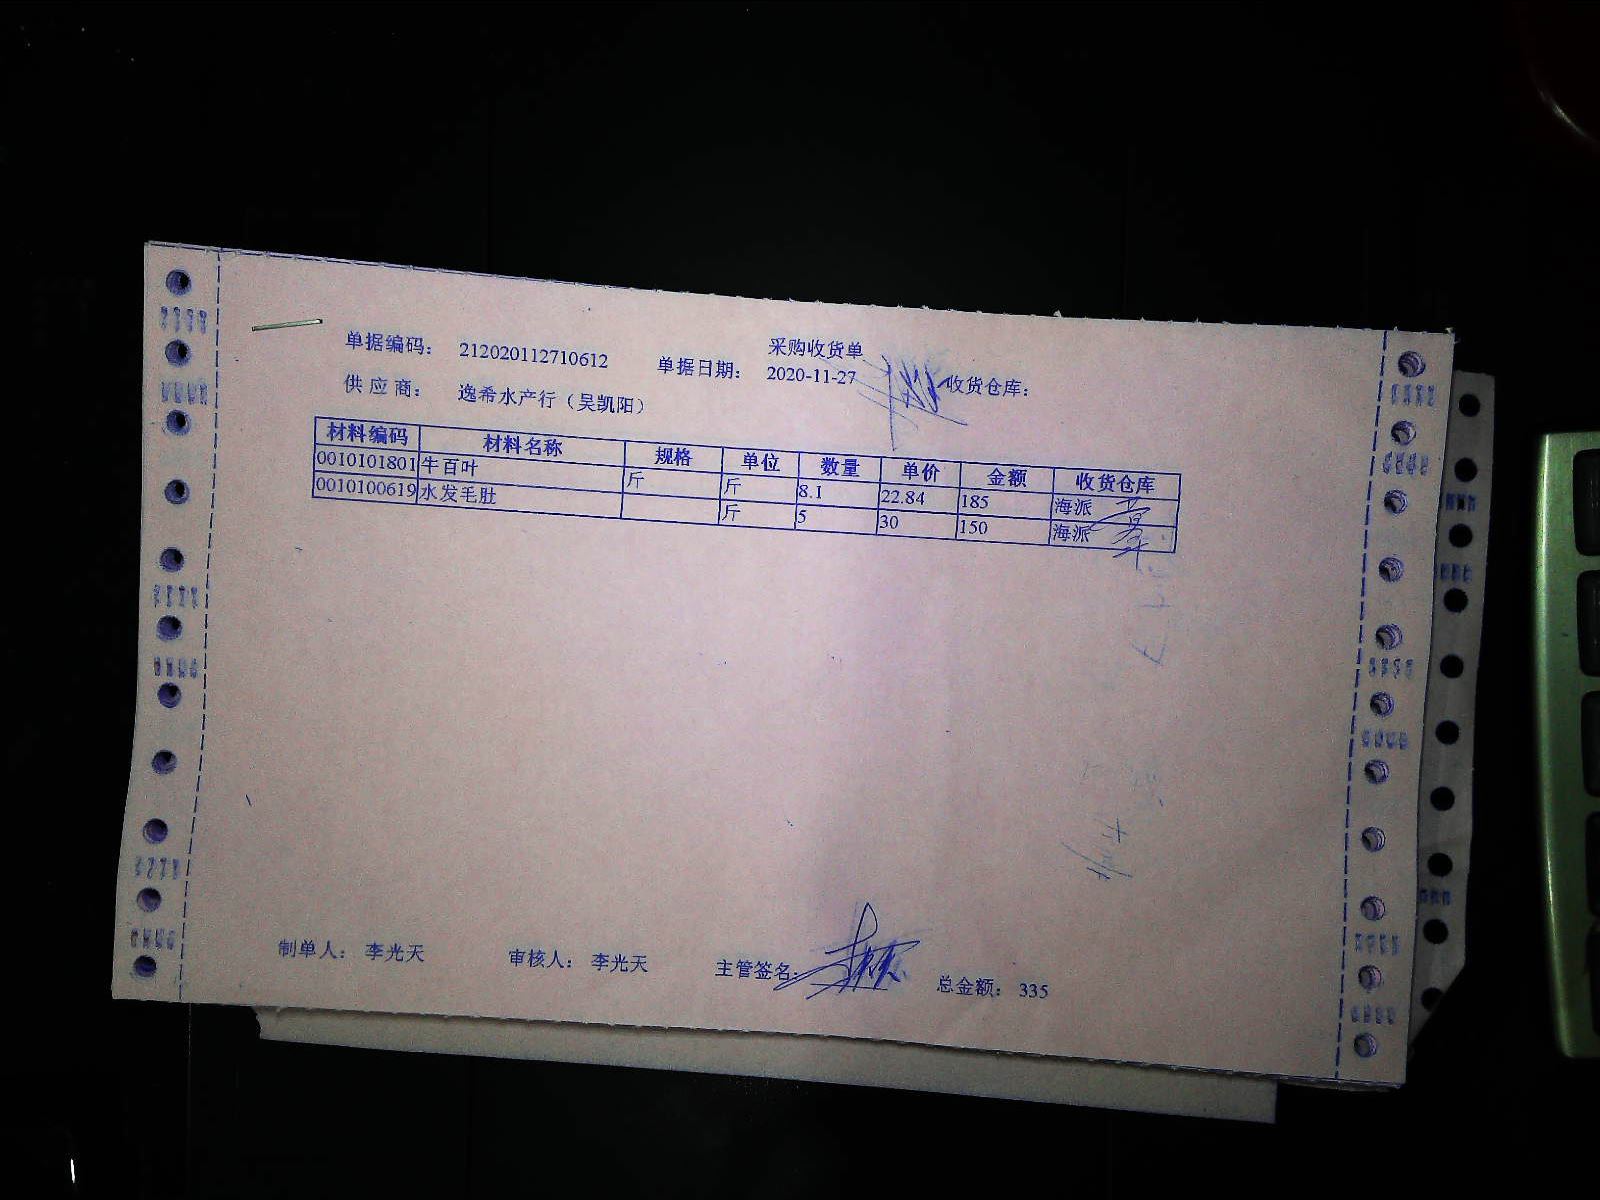 采购收货单
单据编码： 212020112710612 单据日期： 2020-11-27 收货仓库：
供应商： 逸希水产行（吴凯阳）
材料编码 材料名称 规格 单位 数量 单价 金额 收货仓库
0010101801 牛百叶 斤 斤 8.1 22.84 185 海派
0010100619 水发毛肚 斤 5 30 150 海派
制单人： 李光天 审核人： 李光天 主管签名： 总金额： 335